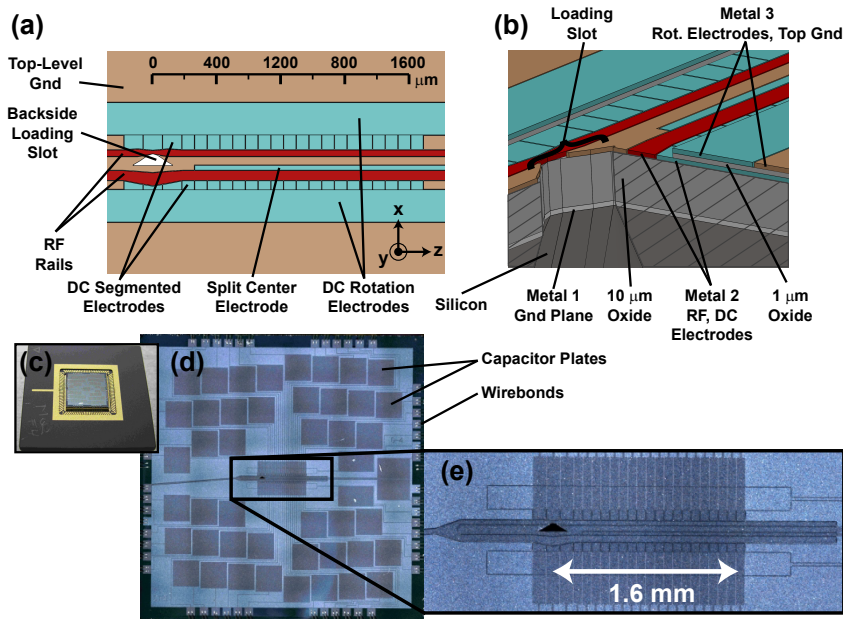 (a)
Top-Level
Gnd
0 400 800 1200 1600
μm
Backside
Loading
Slot
RF
Rails
x
y z
DC Segmented
Electrodes
Split Center
Electrode
DC Rotation
Electrodes
(b)
Loading
Slot
Metal 3
Rot. Electrodes, Top Gnd
Silicon
Metal 1
Gnd Plane
10 μm
Oxide
Metal 2
RF, DC
Electrodes
1 μm
Oxide
(c)
(d)
Capacitor Plates
Wirebonds
(e)
1.6 mm